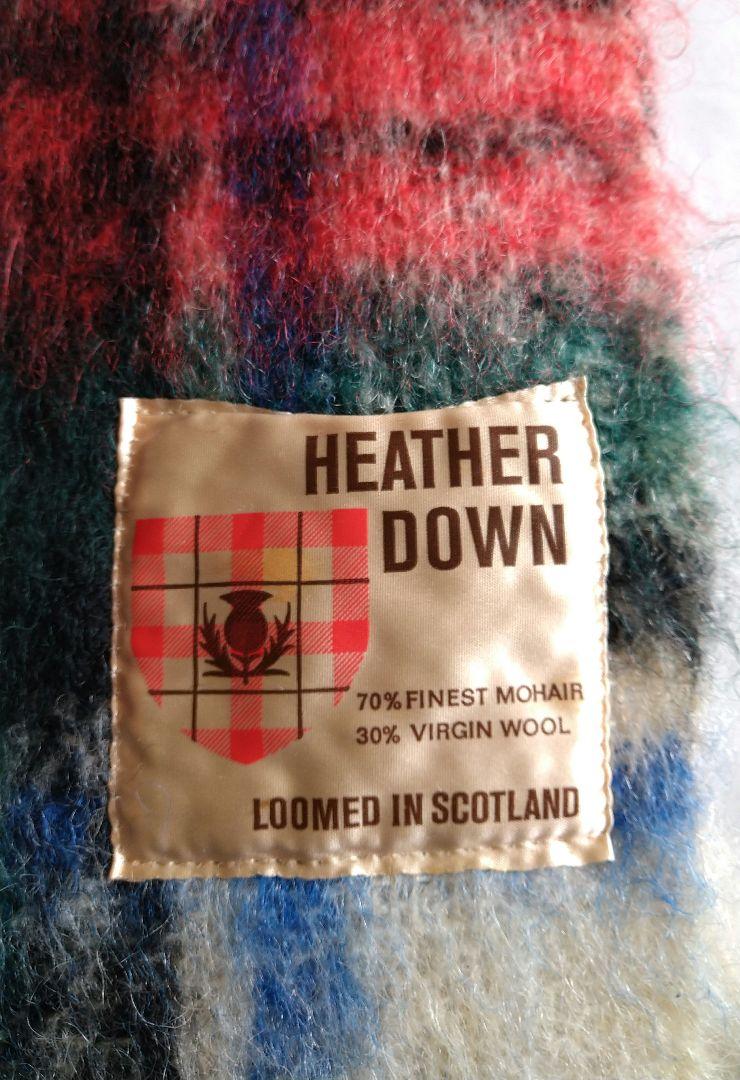 HEATHER
DOWN
70% FINEST MOHAIR
30% VIRGIN WOOL
LOOMED IN SCOTLAND